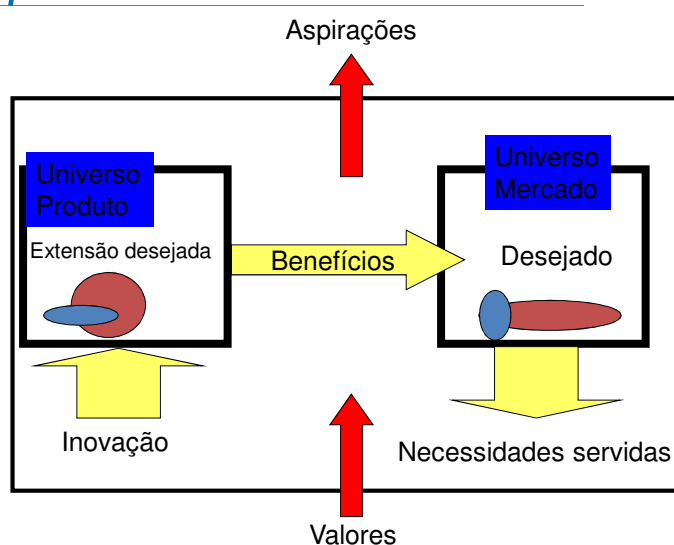 Aspirações
Universo
Produto
Universo
Mercado
Extensão desejada
Benefícios
Desejado
Inovação
Necessidades servidas
Valores